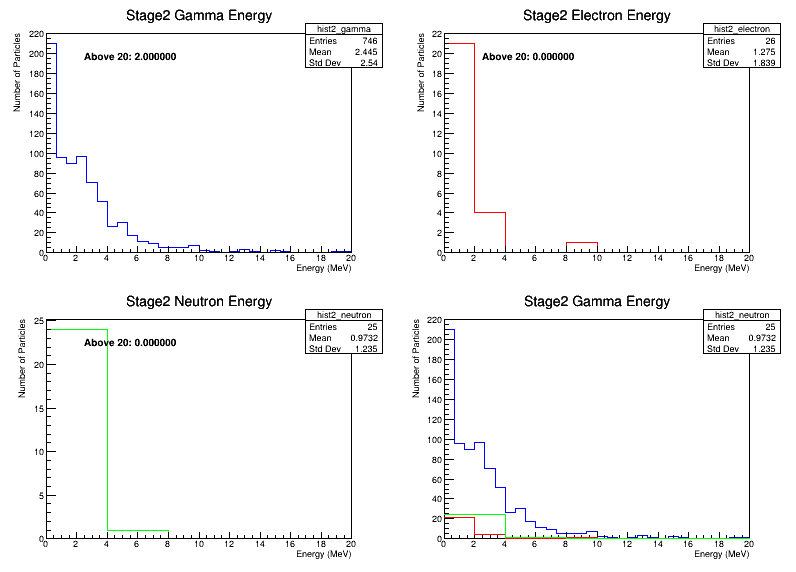 Stage2 Gamma Energy
hist2_gamma
Entries 746
Mean 2.445
Std Dev 2.54
Above 20: 2.000000
Number of Particles
220
200
180
160
140
120
100
80
60
40
20
0
0 2 4 6 8 10 12 14 16 18 20
Energy (MeV)
Stage2 Electron Energy
hist2_electron
Entries 26
Mean 1.275
Std Dev 1.839
Above 20: 0.000000
Number of Particles
22
20
18
16
14
12
10
8
6
4
2
0
0 2 4 6 8 10 12 14 16 18 20
Energy (MeV)
Stage2 Neutron Energy
hist2_neutron
Entries 25
Mean 0.9732
Std Dev 1.235
Above 20: 0.000000
Number of Particles
25
20
15
10
5
0
0 2 4 6 8 10 12 14 16 18 20
Energy (MeV)
Stage2 Gamma Energy
hist2_neutron
Entries 25
Mean 0.9732
Std Dev 1.235
Number of Particles
220
200
180
160
140
120
100
80
60
40
20
0
0 2 4 6 8 10 12 14 16 18 20
Energy (MeV)